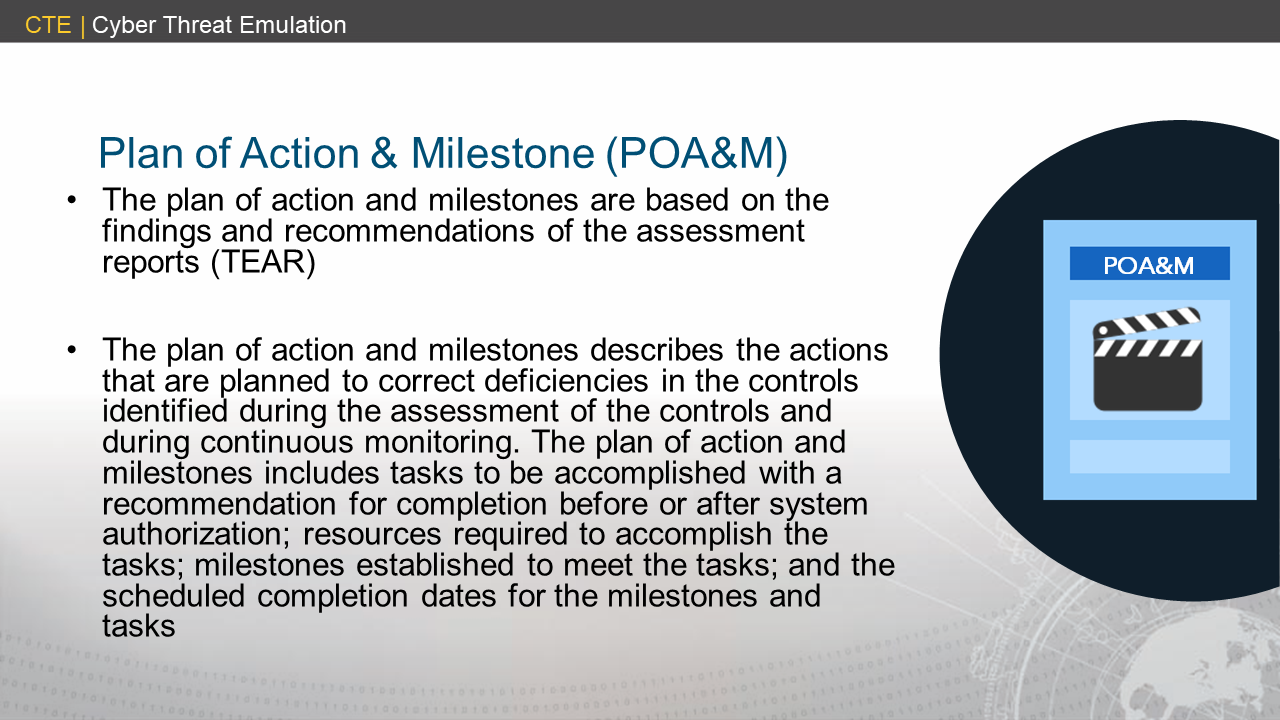 CTE | Cyber Threat Emulation
Plan of Action & Milestone (POA&M)
• The plan of action and milestones are based on the
findings and recommendations of the assessment
reports (TEAR)
• The plan of action and milestones describes the actions
that are planned to correct deficiencies in the controls
identified during the assessment of the controls and
during continuous monitoring. The plan of action and
milestones includes tasks to be accomplished with a
recommendation for completion before or after system
authorization; resources required to accomplish the
tasks; milestones established to meet the tasks; and the
scheduled completion dates for the milestones and
tasks
POA&M